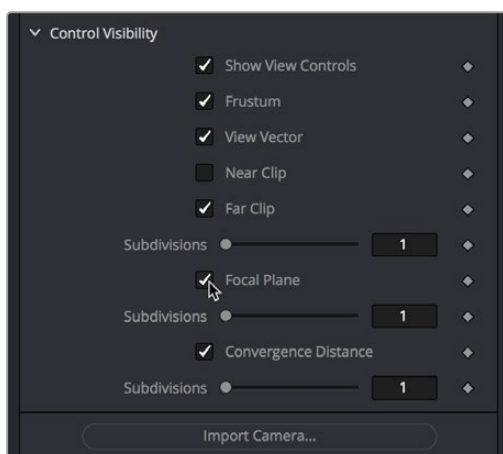 Control Visibility
Show View Controls
Frustum
View Vector
Near Clip
Far Clip
Subdivisions 1
Focal Plane
Subdivisions 1
Convergence Distance
Subdivisions 1
Import Camera...